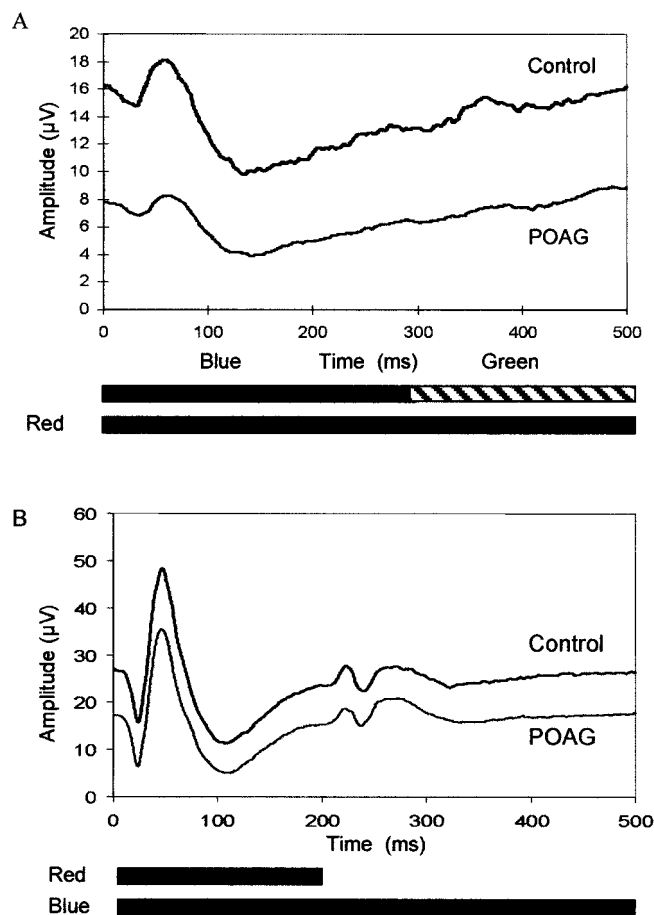 A
20
18
16
14
12
10
8
6
4
2
0
Amplitude (µV)
Control
POAG
0 100 200 300 400 500
Blue Time (ms) Green
Red
B
60
50
40
30
20
10
0
Amplitude (µV)
Control
POAG
0 100 200 300 400 500
Time (ms)
Red
Blue